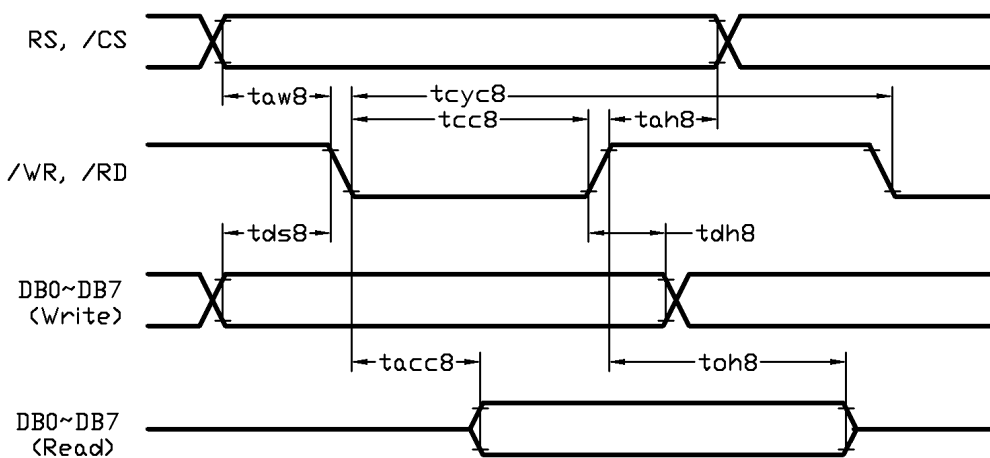 RS, /CS
taw8
tcyc8
tcc8
tah8
/WR, /RD
tds8
tdh8
DB0~DB7
(Write)
tacc8
toh8
DB0~DB7
(Read)